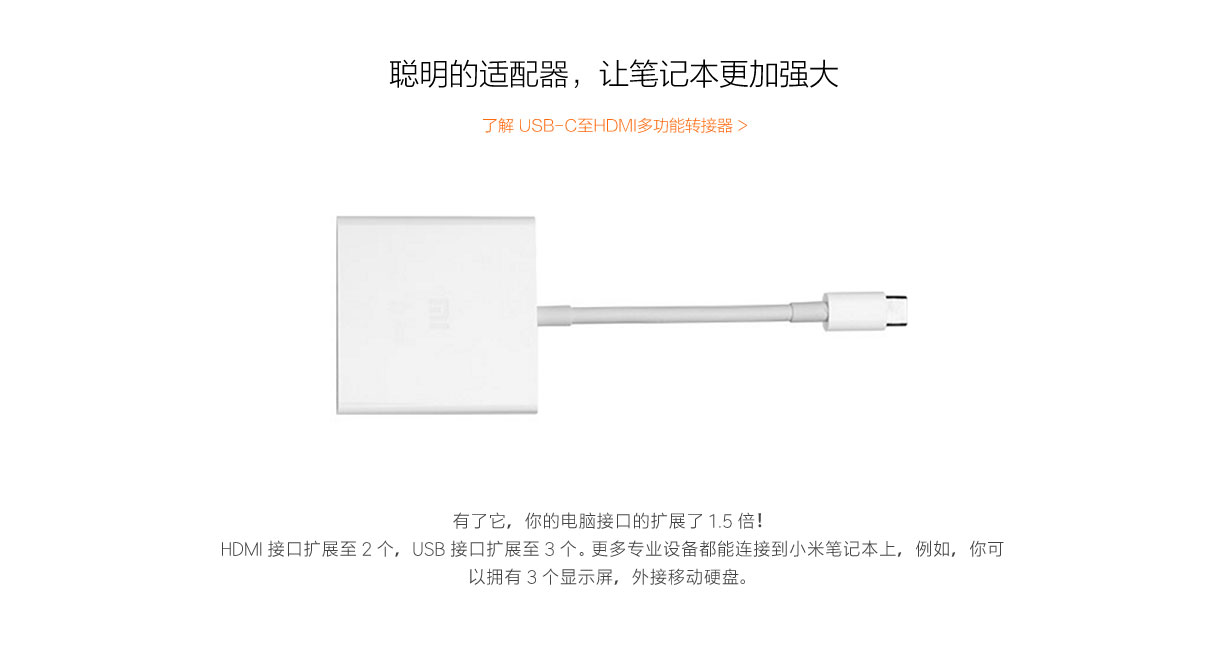 聪明的适配器，让笔记本更加强大
了解 USB-C至HDMI多功能转接器 >
mi
有了它，你的电脑接口的扩展了 1.5 倍！
HDMI 接口扩展至 2 个，USB 接口扩展至 3 个。更多专业设备都能连接到小米笔记本上，例如，你可
以拥有 3 个显示屏，外接移动硬盘。